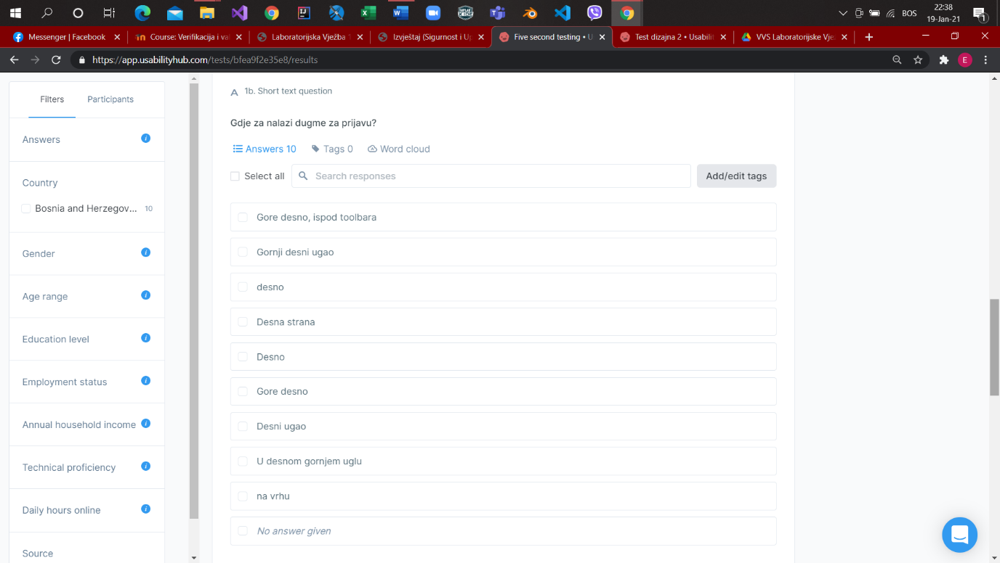 BOS
22:38
19-Jan-21
1
Messenger | Facebook
Course: Verifikacija i va
Laboratorijska Vježba
Izvještaj (Sigurnost i Up
Five second testing • U
Test dizajna 2 • Usabilit
VVS Laboratorijske Vje
https://app.usabilityhub.com/tests/bfea9f2e35e8/results
E
Filters
Participants
Answers
Country
Bosnia and Herzegov... 10
Gender
Age range
Education level
Employment status
Annual household income
Technical proficiency
Daily hours online
Source
1b. Short text question
Gdje za nalazi dugme za prijavu?
Answers 10 Tags 0 Word cloud
Select all Search responses Add/edit tags
Gore desno, ispod toolbara
Gornji desni ugao
desno
Desna strana
Desno
Gore desno
Desni ugao
U desnom gornjem uglu
na vrhu
No answer given